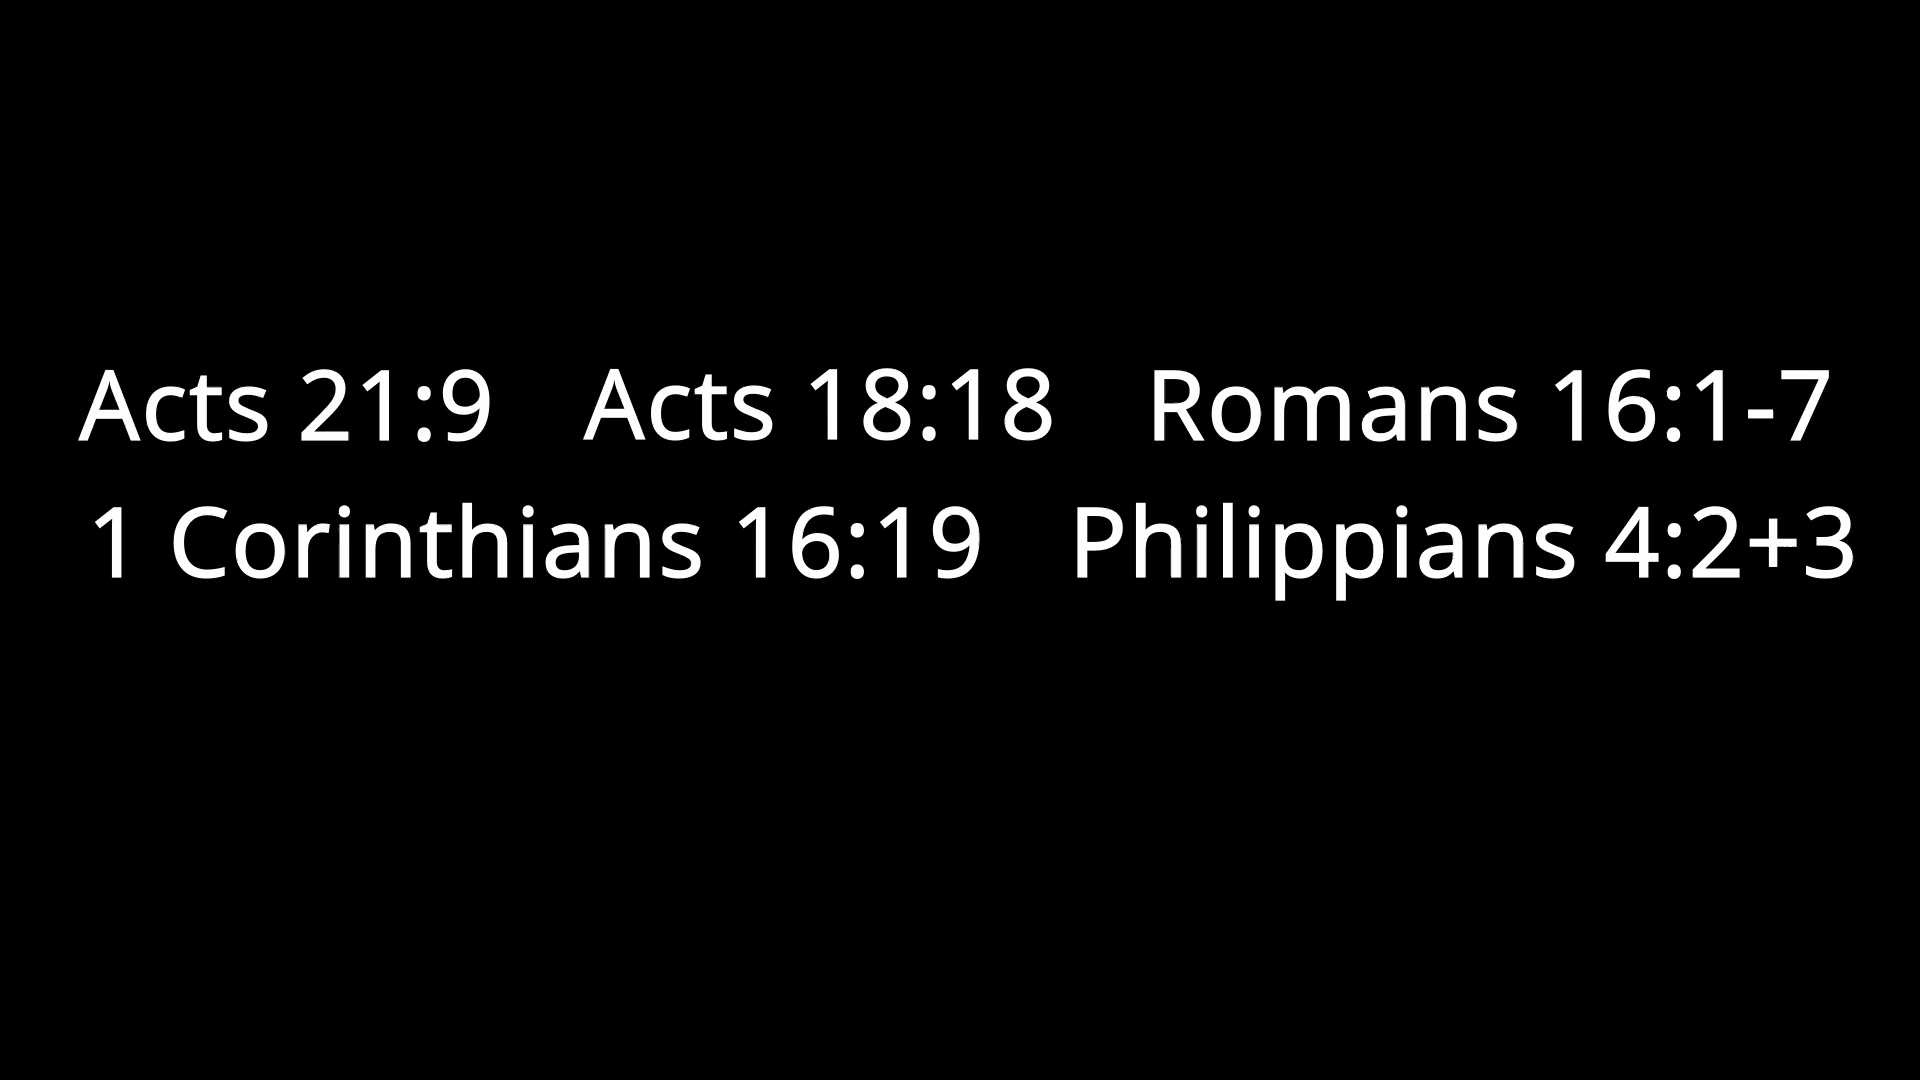 Acts 21:9 Acts 18:18 Romans 16:1-7
1 Corinthians 16:19 Philippians 4:2+3